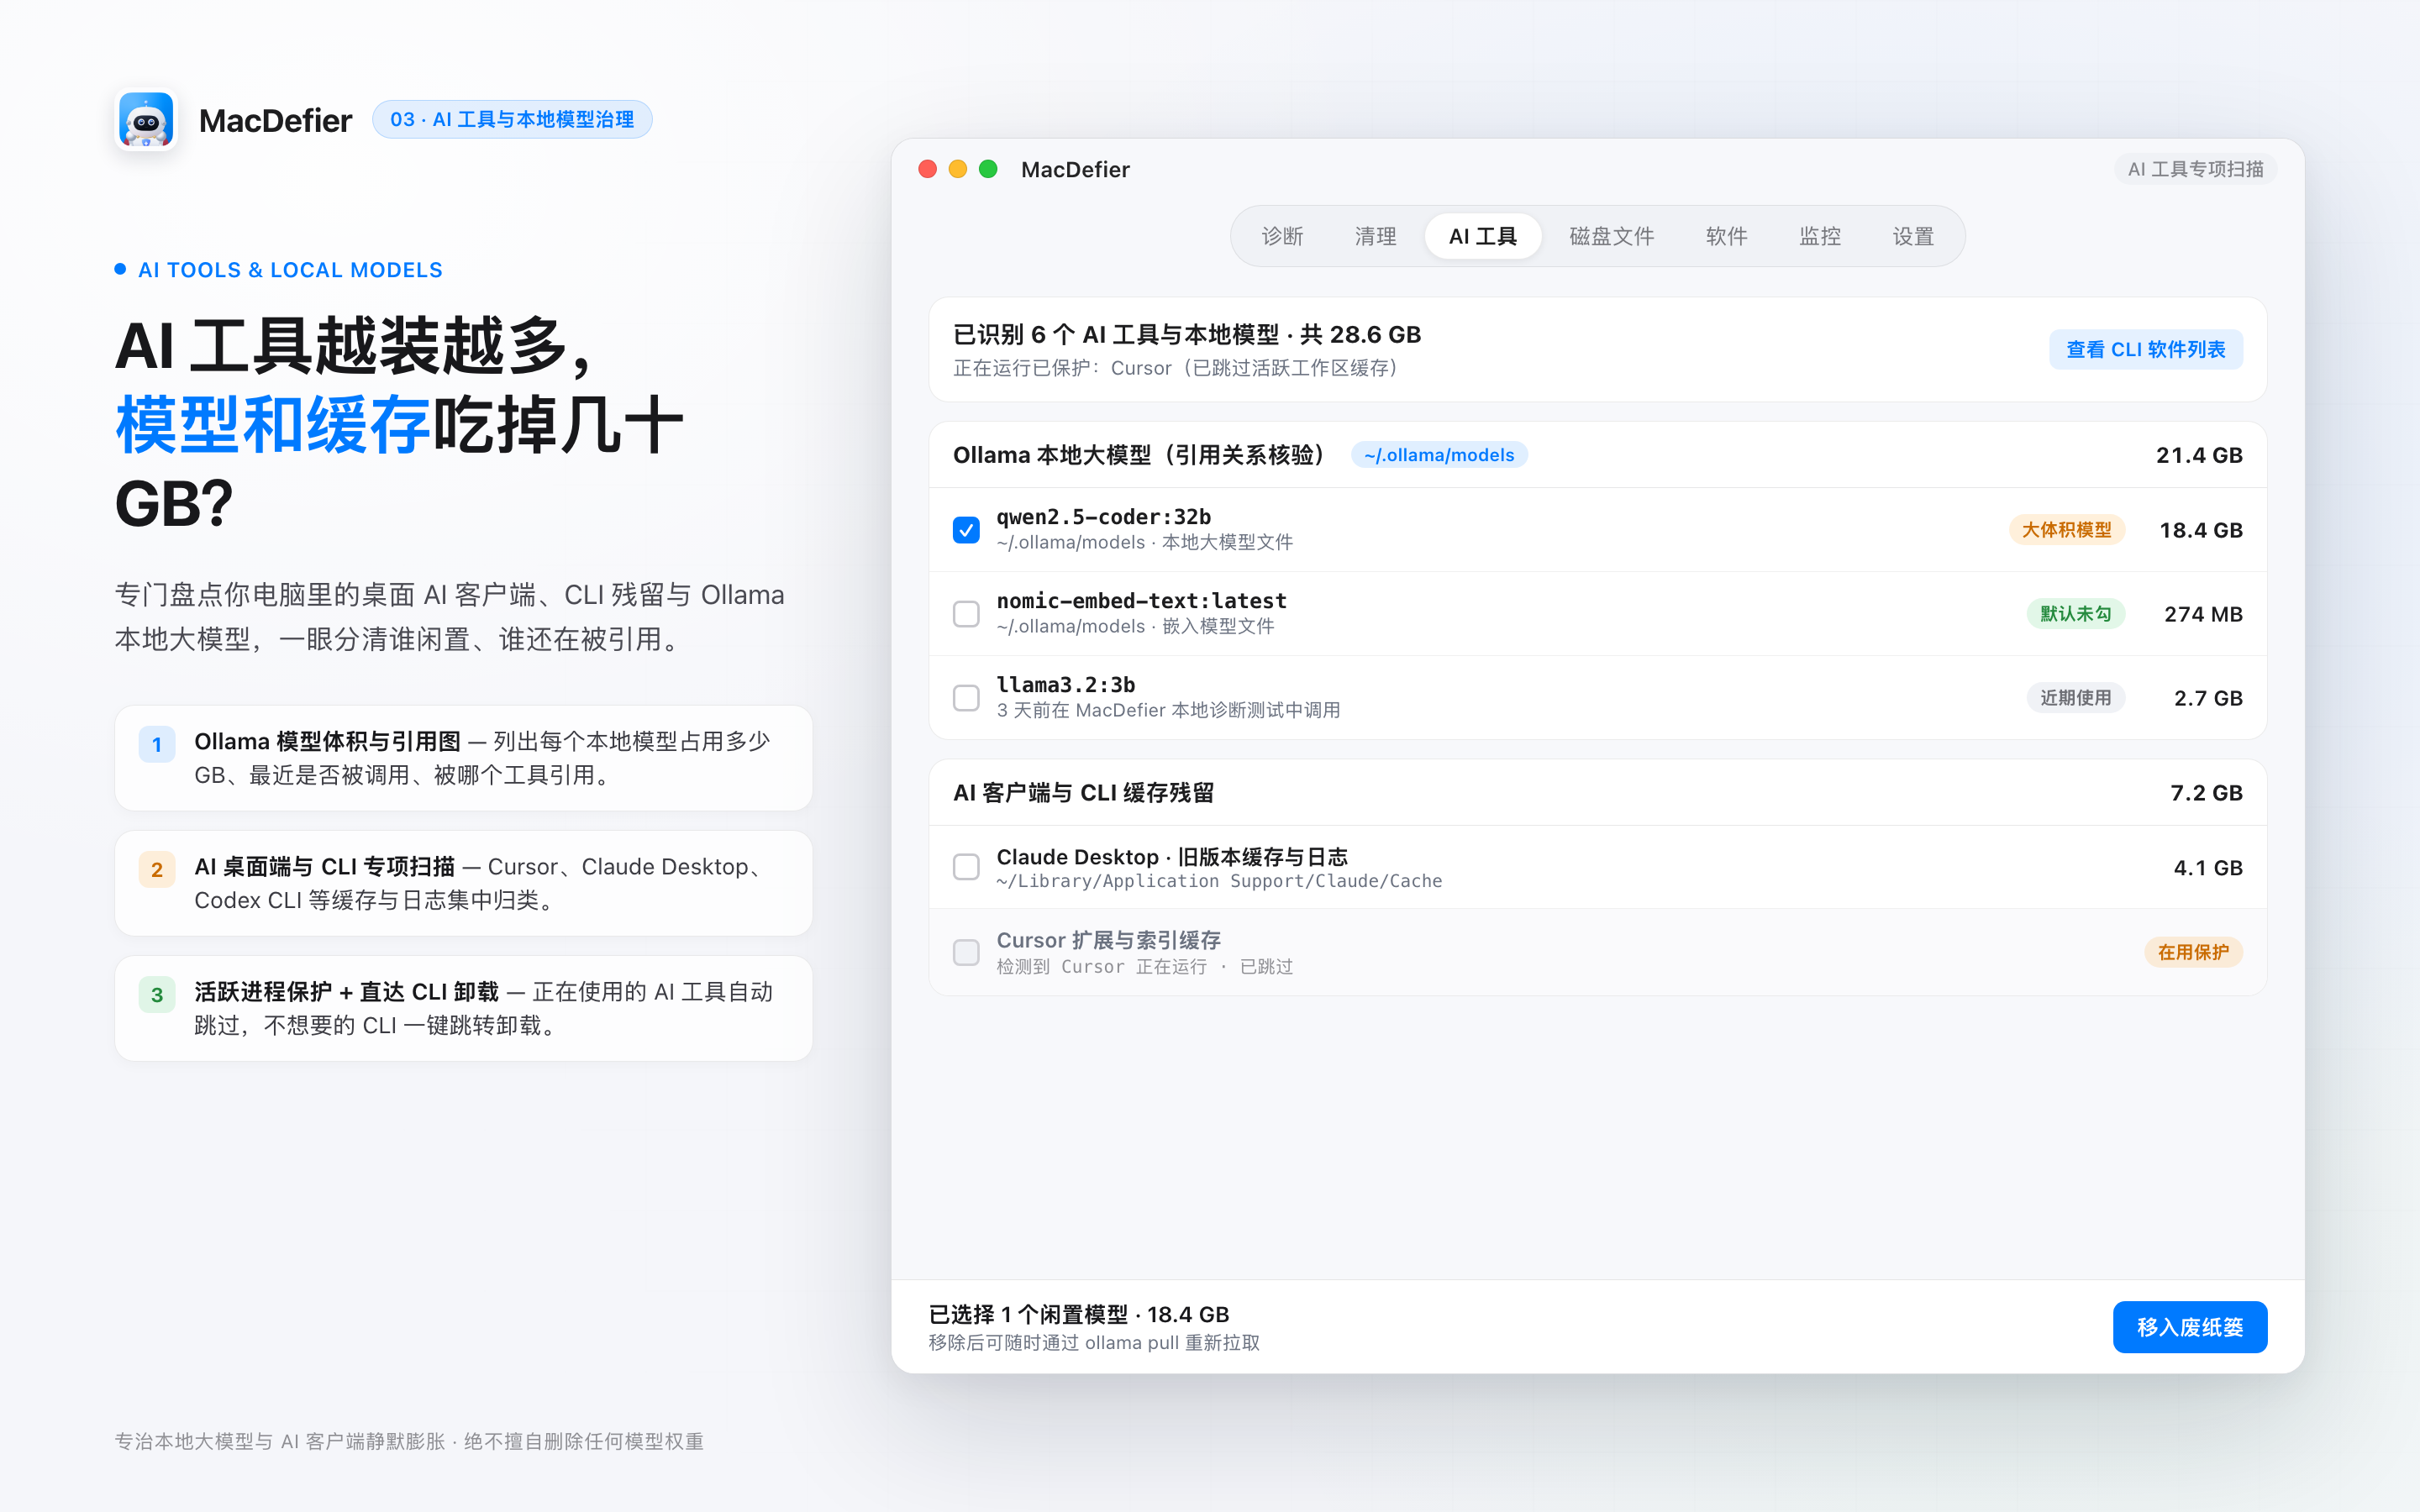 MacDefier
03 · AI 工具与本地模型治理
AI TOOLS & LOCAL MODELS
AI 工具越装越多，
模型和缓存吃掉几十
GB？
专门盘点你电脑里的桌面 AI 客户端、CLI 残留与 Ollama
本地大模型，一眼分清谁闲置、谁还在被引用。
1
Ollama 模型体积与引用图 — 列出每个本地模型占用多少
GB、最近是否被调用、被哪个工具引用。
2
AI 桌面端与 CLI 专项扫描 — Cursor、Claude Desktop、
Codex CLI 等缓存与日志集中归类。
3
活跃进程保护 + 直达 CLI 卸载 — 正在使用的 AI 工具自动
跳过，不想要的 CLI 一键跳转卸载。
专治本地大模型与 AI 客户端静默膨胀 · 绝不擅自删除任何模型权重
MacDefier
AI 工具专项扫描
诊断 清理 AI 工具 磁盘文件 软件 监控 设置
已识别 6 个 AI 工具与本地模型 · 共 28.6 GB
正在运行已保护：Cursor（已跳过活跃工作区缓存）
查看 CLI 软件列表
Ollama 本地大模型（引用关系核验） ~/.ollama/models 21.4 GB
qwen2.5-coder:32b
~/.ollama/models · 本地大模型文件
大体积模型 18.4 GB
nomic-embed-text:latest
~/.ollama/models · 嵌入模型文件
默认未勾 274 MB
llama3.2:3b
3 天前在 MacDefier 本地诊断测试中调用
近期使用 2.7 GB
AI 客户端与 CLI 缓存残留 7.2 GB
Claude Desktop · 旧版本缓存与日志
~/Library/Application Support/Claude/Cache
4.1 GB
Cursor 扩展与索引缓存
检测到 Cursor 正在运行 · 已跳过
在用保护
已选择 1 个闲置模型 · 18.4 GB
移除后可随时通过 ollama pull 重新拉取
移入废纸篓